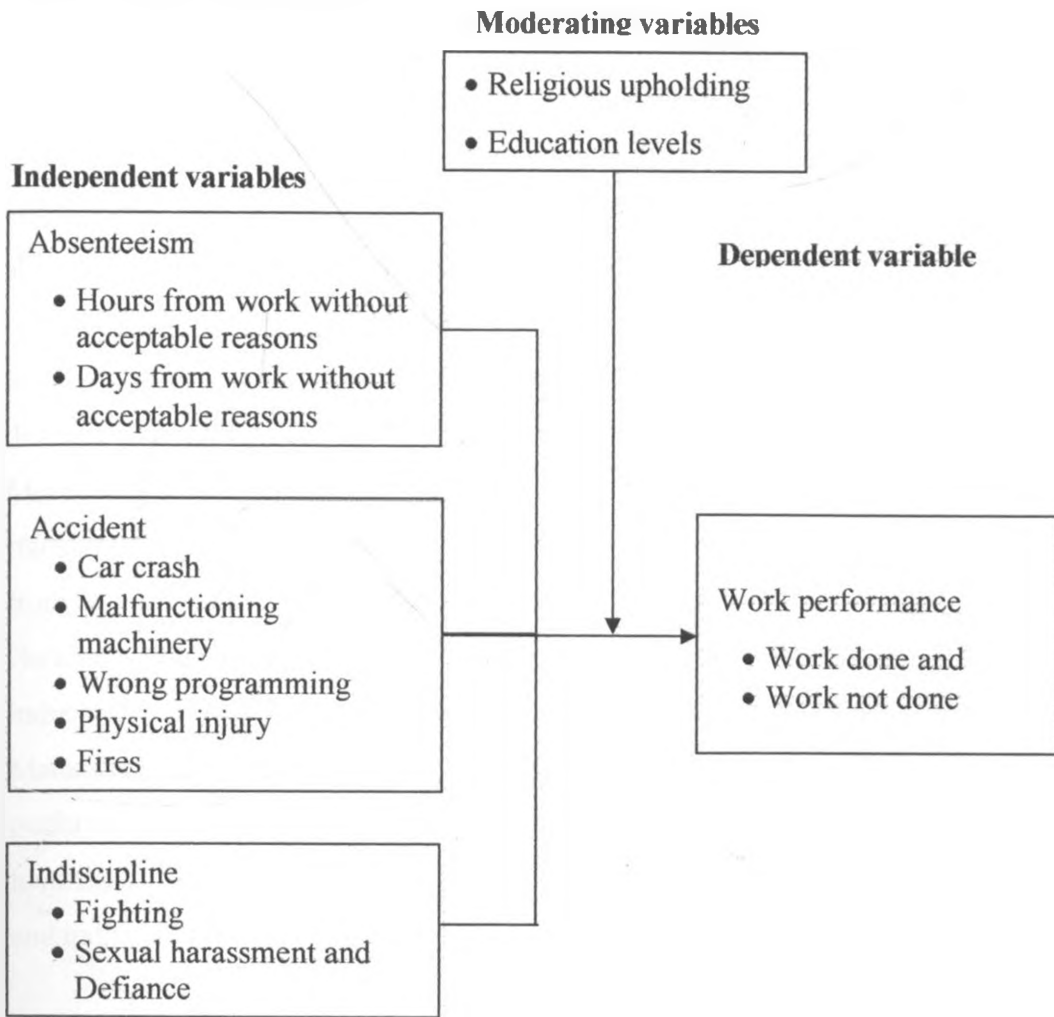 Moderating variables
• Religious upholding
• Education levels
Independent variables
Absenteeism
• Hours from work without
acceptable reasons
• Days from work without
acceptable reasons
Dependent variable
Accident
• Car crash
• Malfunctioning
machinery
• Wrong programming
• Physical injury
• Fires
Work performance
• Work done and
• Work not done
Indiscipline
• Fighting
• Sexual harassment and
Defiance